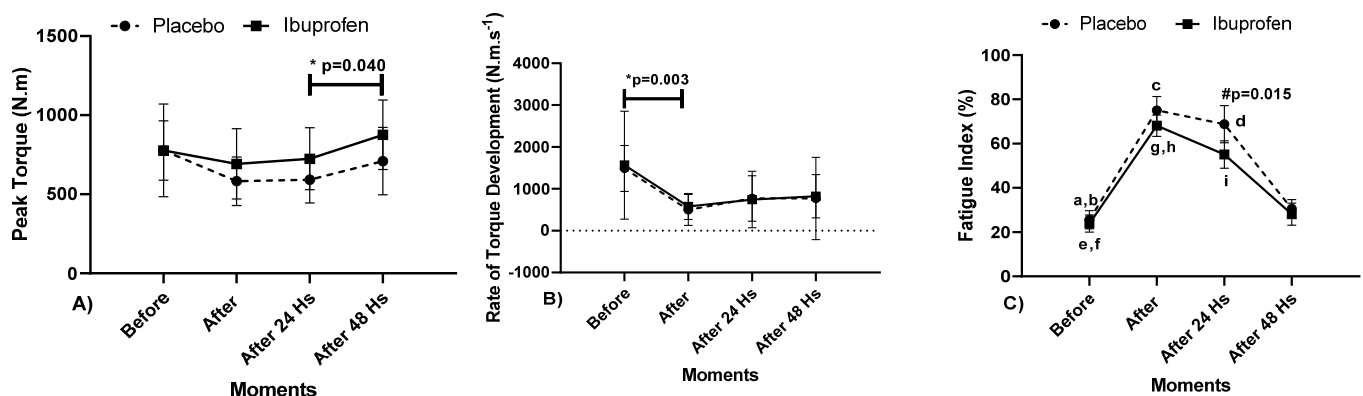 Placebo Ibuprofen
Peak Torque (N.m)
1500
1000
500
0
* p=0.040
A)
Before
After
After 24 Hs
After 48 Hs
Moments
Placebo Ibuprofen
Rate of Torque Development (N.m.s-1)
4000
3000
2000
1000
0
-1000
*p=0.003
B)
Before
After
After 24 Hs
After 48 Hs
Moments
Placebo Ibuprofen
Fatigue Index (%)
100
80
60
40
20
0
c
#p=0.015
d
g,h
i
a,b
e,f
C)
Before
After
After 24 Hs
After 48 Hs
Moments